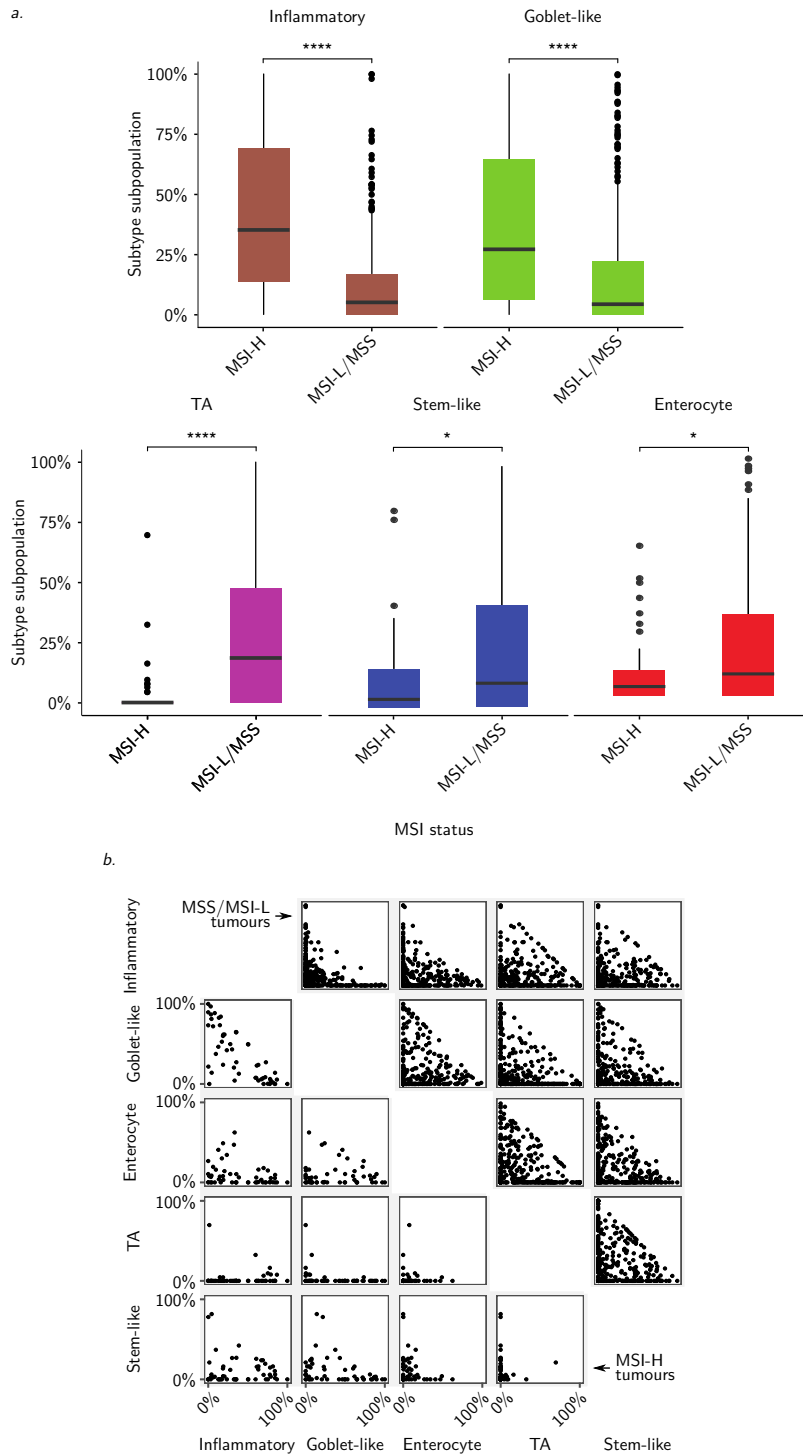 a.
Inflammatory
Goblet-like
****
****
Subtype subpopulation
100%
75%
50%
25%
0%
MSI-H
MSI-L/MSS
MSI-H
MSI-L/MSS
TA
Stem-like
Enterocyte
****
*
*
Subtype subpopulation
100%
75%
50%
25%
0%
MSI-H
MSI-L/MSS
MSI-H
MSI-L/MSS
MSI-H
MSI-L/MSS
MSI status
b.
MSS/MSI-L
tumours
Inflammatory
Goblet-like
100%
0%
Enterocyte
100%
0%
TA
100%
0%
Stem-like
100%
0%
MSI-H
tumours
0%
100%
0%
100%
0%
100%
0%
100%
Inflammatory
Goblet-like
Enterocyte
TA
Stem-like